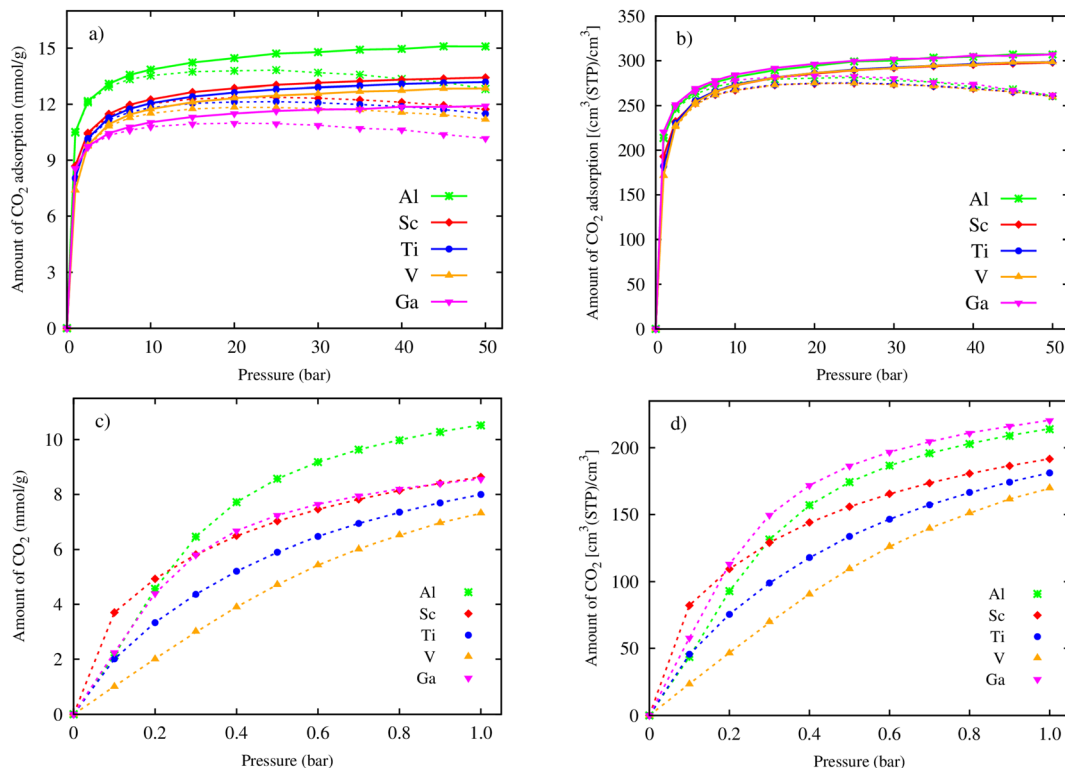 a)
Amount of CO2 adsorption (mmol/g)
15
12
9
6
3
0
Al
Sc
Ti
V
Ga
0 10 20 30 40 50
Pressure (bar)
b)
Amount of CO2 adsorption [(cm3(STP)/cm3]
350
300
250
200
150
100
50
0
Al
Sc
Ti
V
Ga
0 10 20 30 40 50
Pressure (bar)
c)
Amount of CO2 (mmol/g)
10
8
6
4
2
0
Al
Sc
Ti
V
Ga
0 0.2 0.4 0.6 0.8 1.0
Pressure (bar)
d)
Amount of CO2 [cm3(STP)/cm3]
200
150
100
50
0
Al
Sc
Ti
V
Ga
0 0.2 0.4 0.6 0.8 1.0
Pressure (bar)